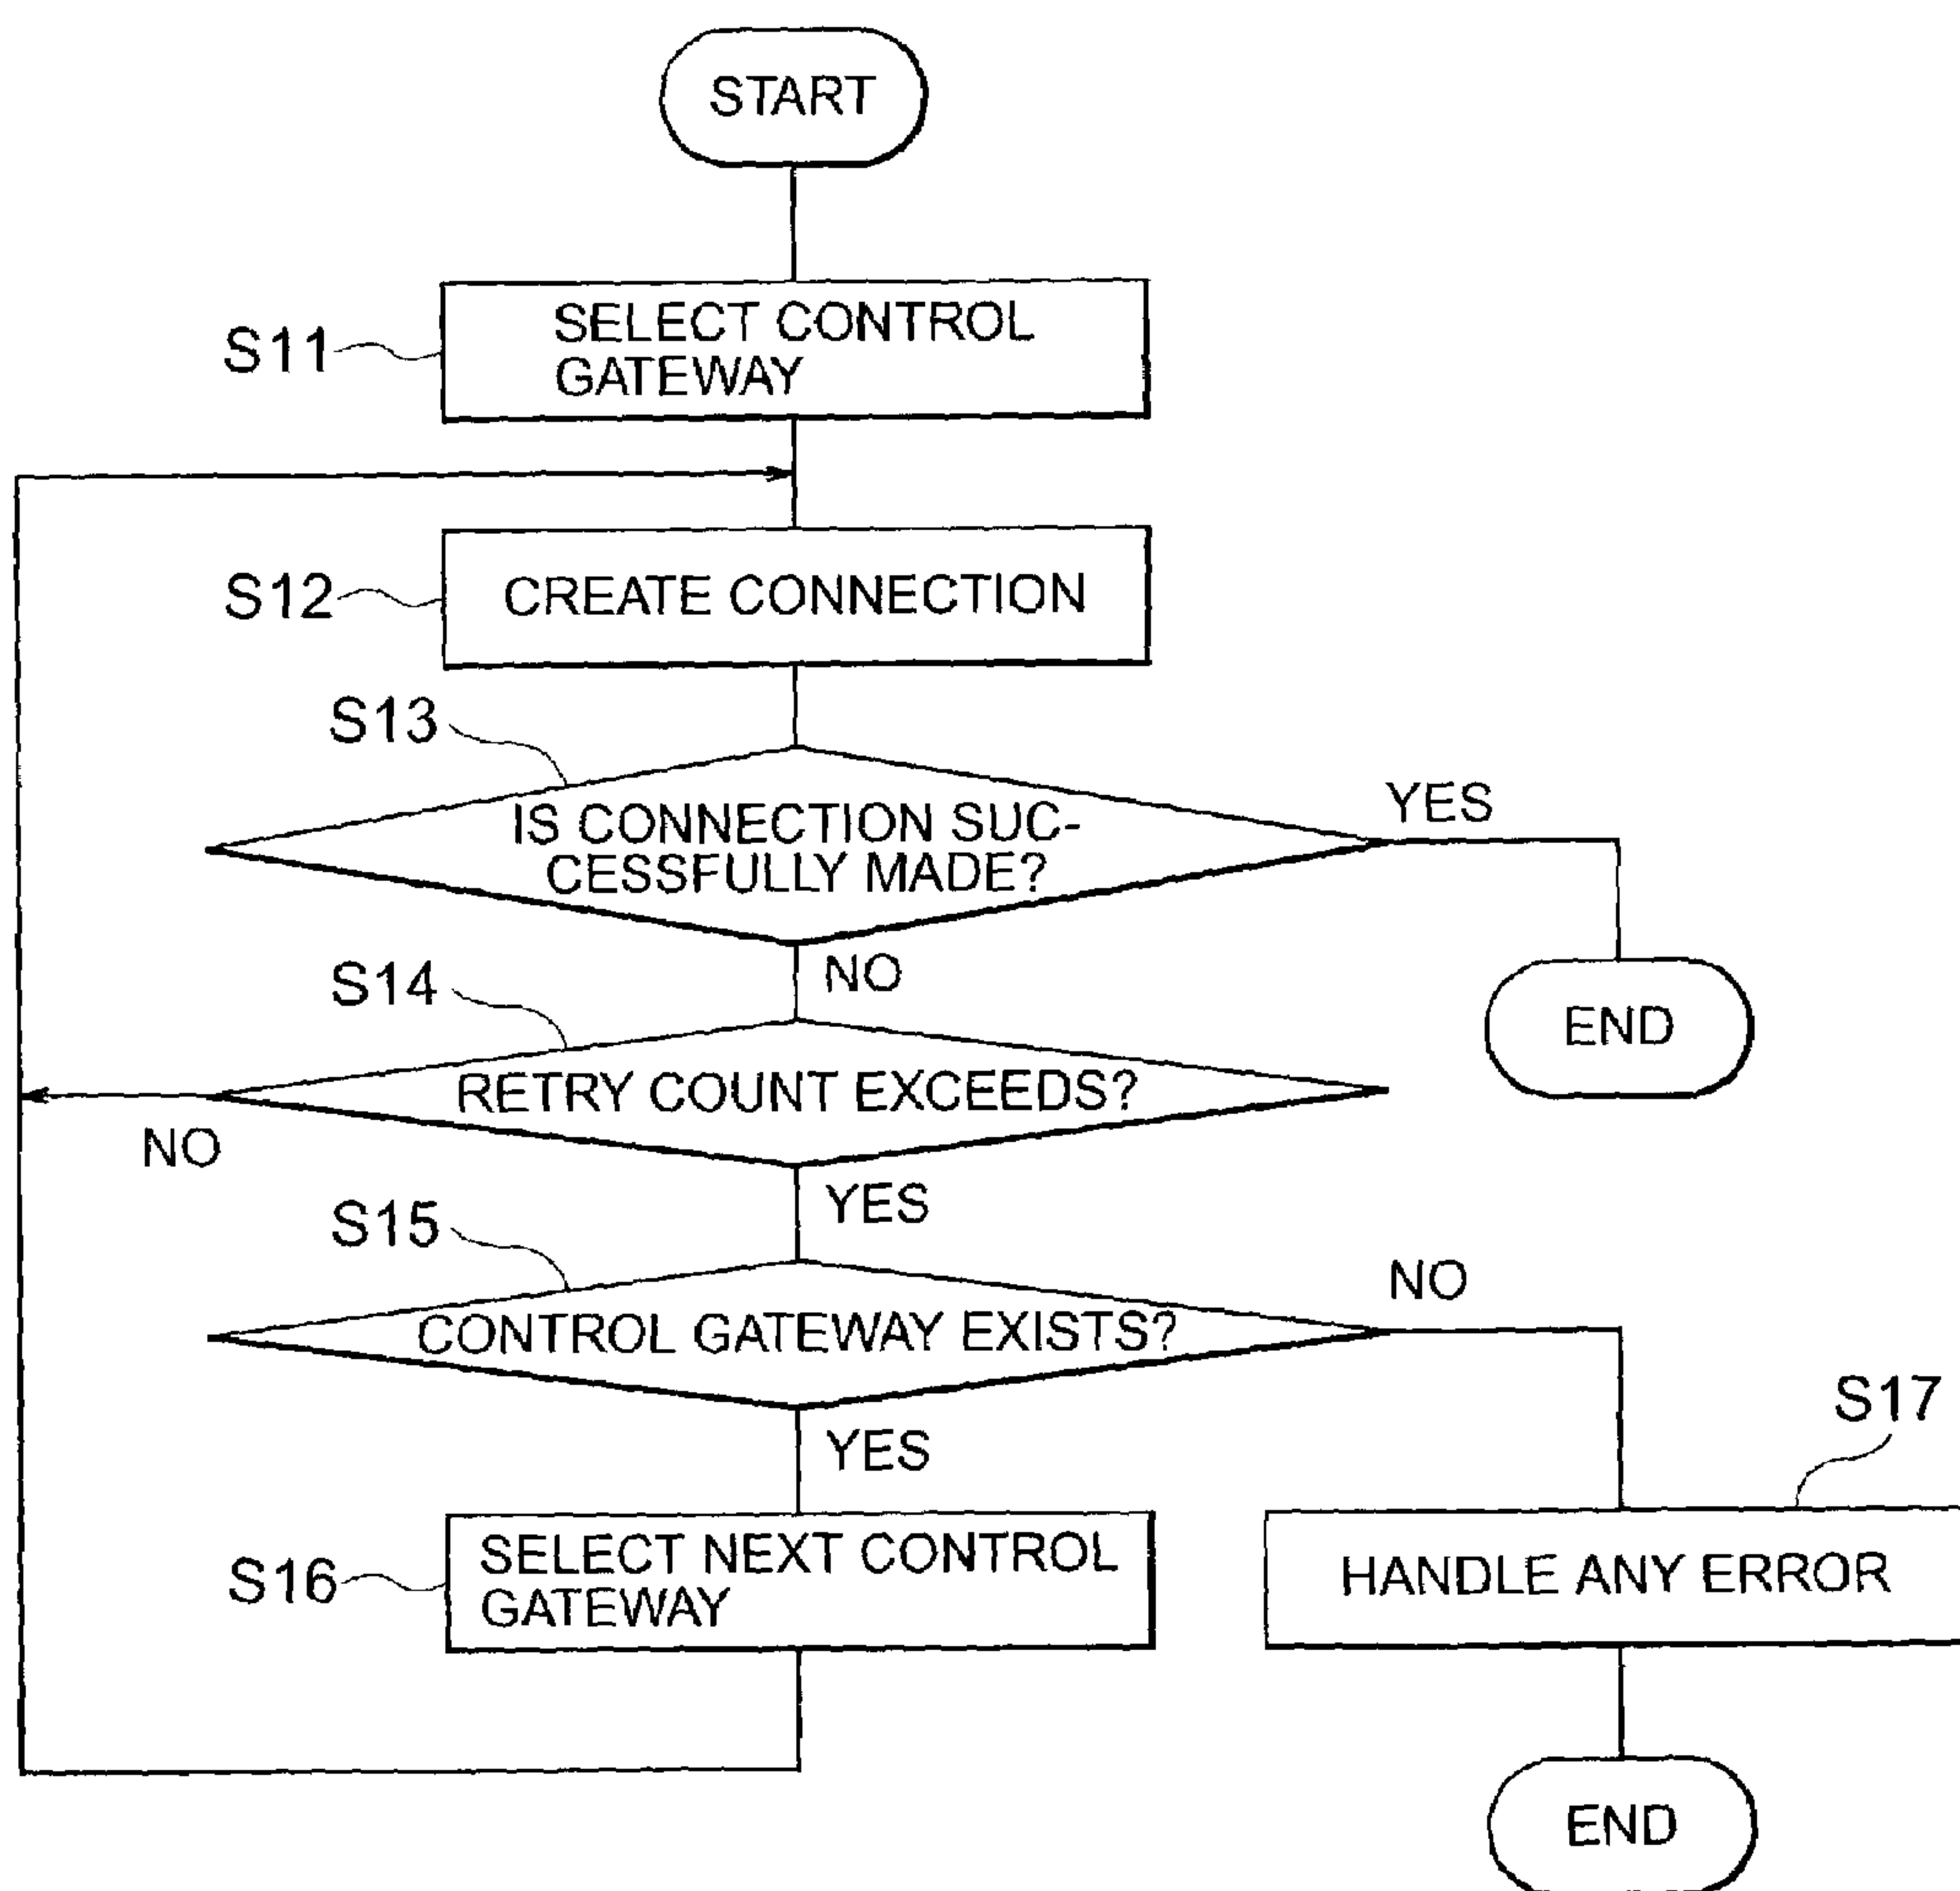 START
S11
SELECT CONTROL
GATEWAY
S12
CREATE CONNECTION
S13
IS CONNECTION SUC-
CESSFULLY MADE?
YES
NO
END
S14
RETRY COUNT EXCEEDS?
NO
YES
S15
CONTROL GATEWAY EXISTS?
NO
YES
S16
SELECT NEXT CONTROL
GATEWAY
S17
HANDLE ANY ERROR
END